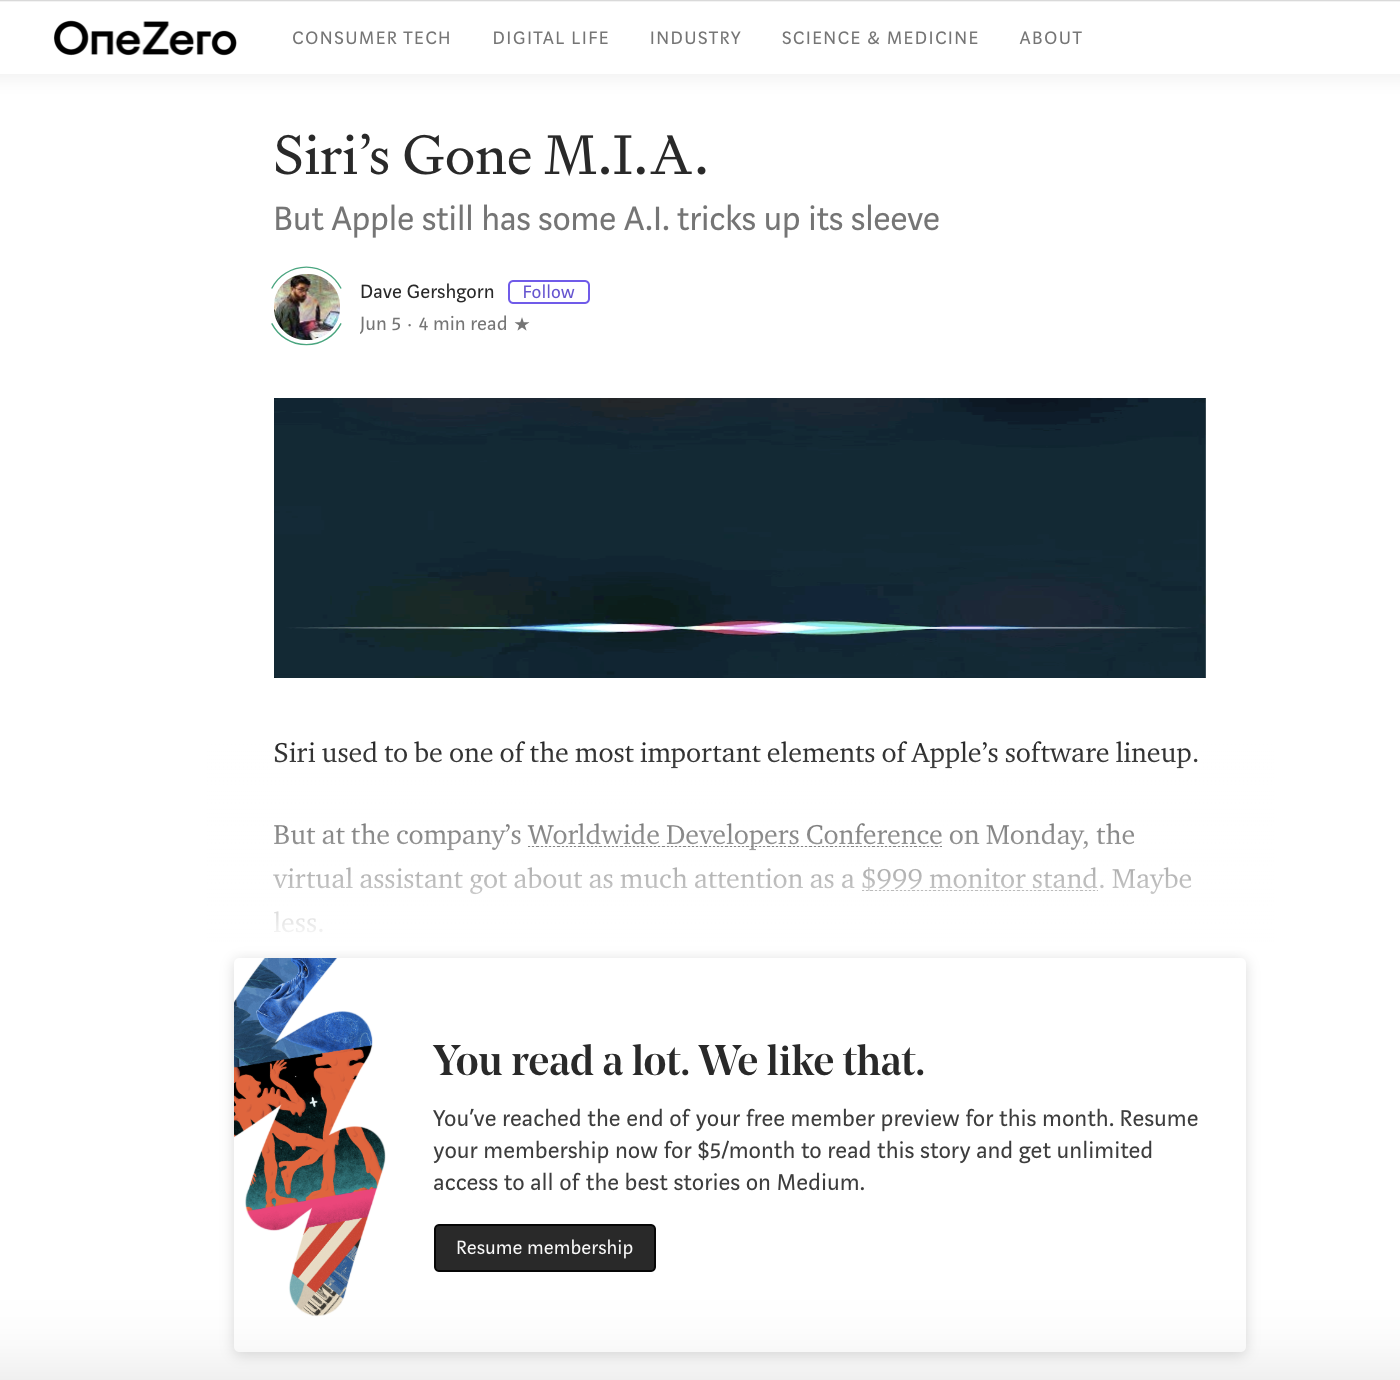 OneZero
CONSUMER TECH
DIGITAL LIFE
INDUSTRY
SCIENCE & MEDICINE
ABOUT
Siri’s Gone M.I.A.
But Apple still has some A.I. tricks up its sleeve
Dave Gershgorn
Follow
Jun 5 · 4 min read ★
Siri used to be one of the most important elements of Apple’s software lineup.
But at the company’s Worldwide Developers Conference on Monday, the
virtual assistant got about as much attention as a $999 monitor stand. Maybe
less.
You read a lot. We like that.
You’ve reached the end of your free member preview for this month. Resume
your membership now for $5/month to read this story and get unlimited
access to all of the best stories on Medium.
Resume membership